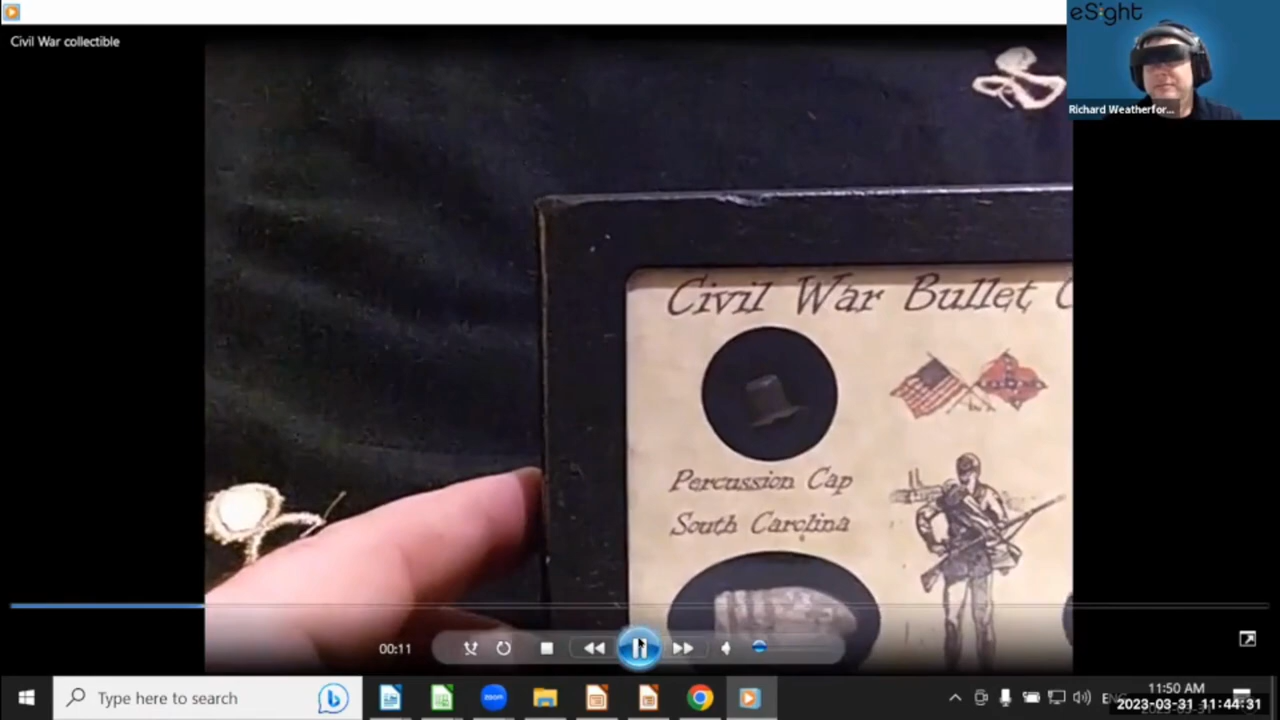 eSight
Civil War collectible
Richard Weatherfor...
Civil War Bullet
Percussion Cap
South Carolina
00:11
Type here to search
zoom
11:50 AM
2023-03-31 11:44:31